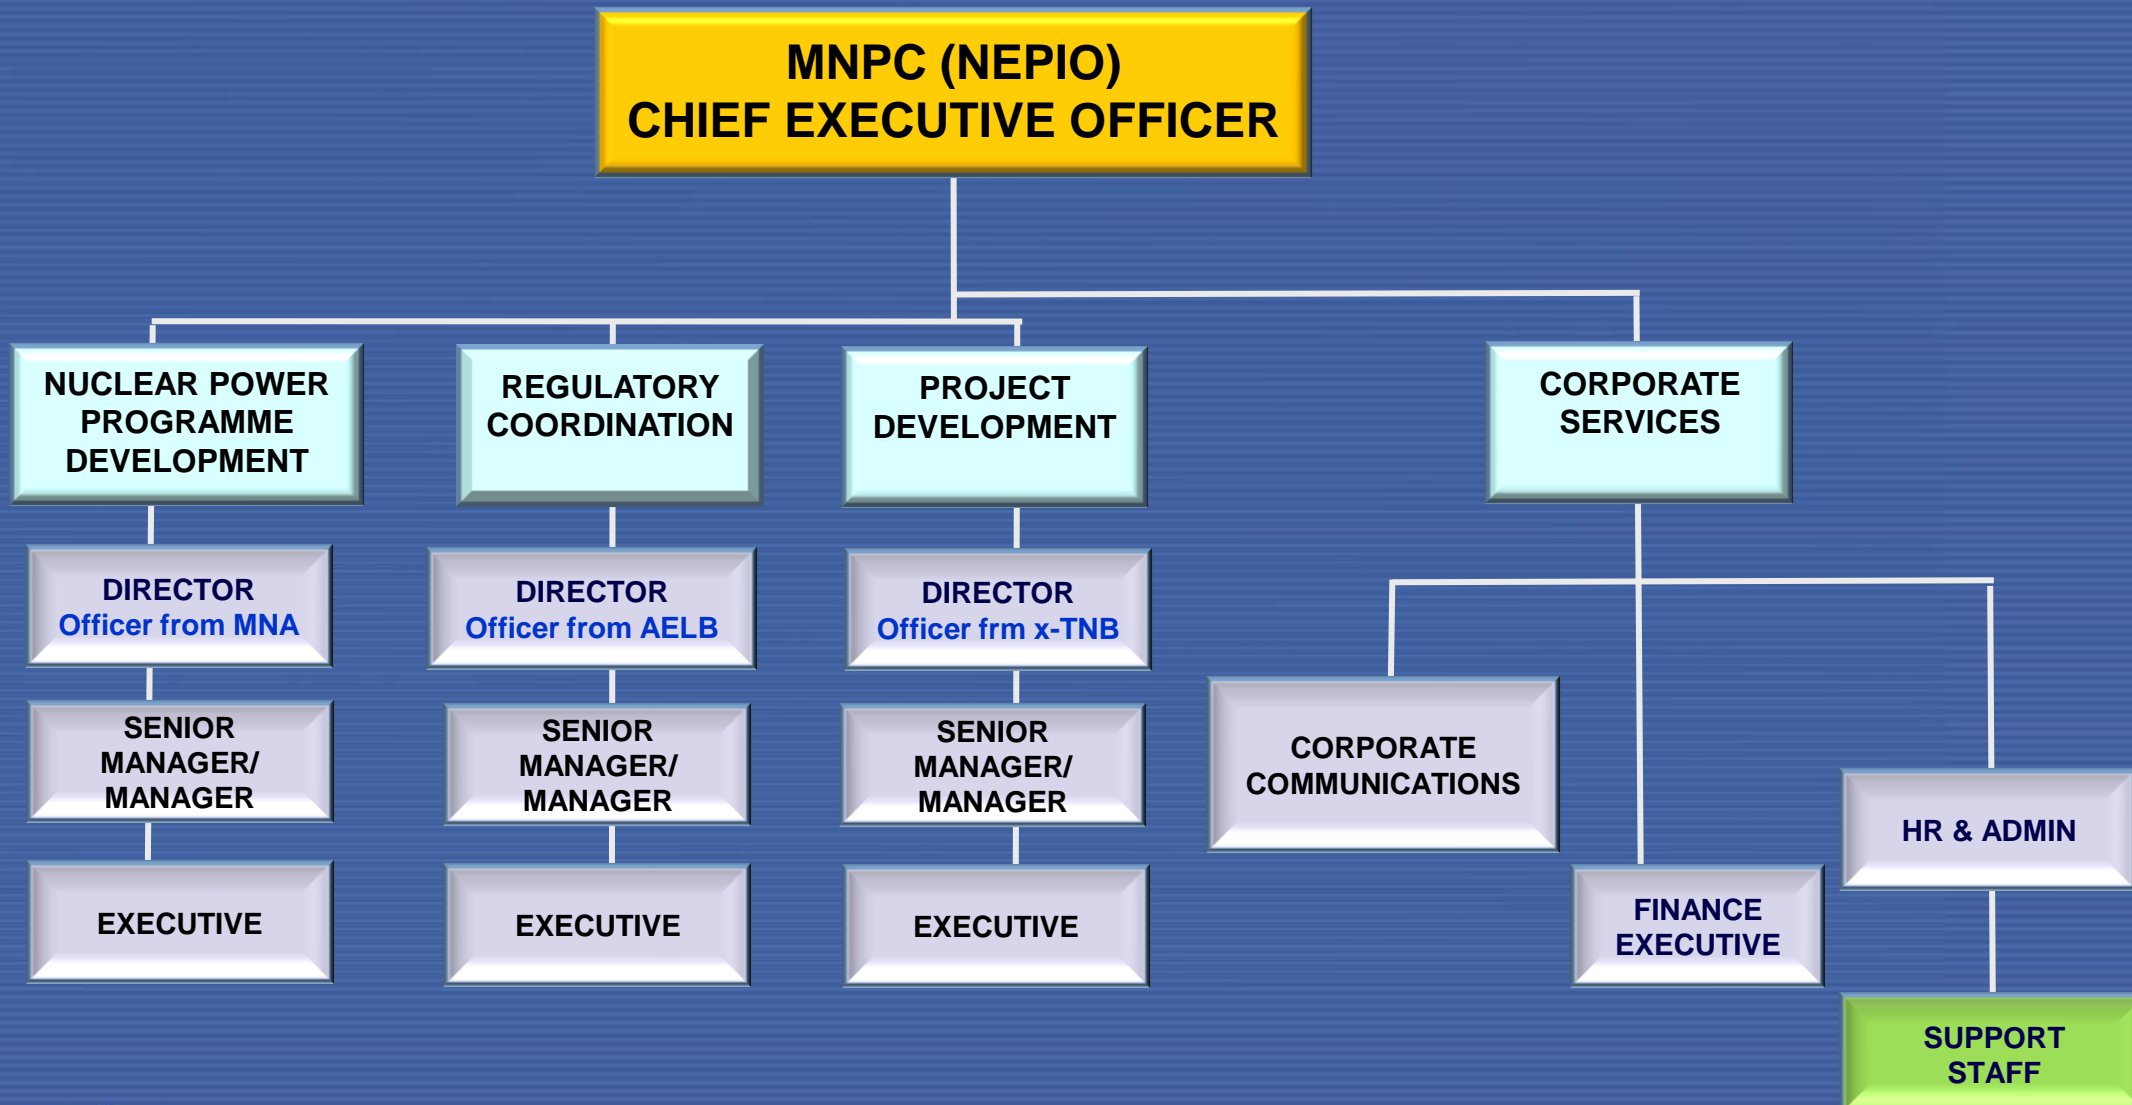 MNPC (NEPIO)
CHIEF EXECUTIVE OFFICER
NUCLEAR POWER
PROGRAMME
DEVELOPMENT
REGULATORY
COORDINATION
PROJECT
DEVELOPMENT
CORPORATE
SERVICES
DIRECTOR
Officer from MNA
DIRECTOR
Officer from AELB
DIRECTOR
Officer frm x-TNB
SENIOR
MANAGER/
MANAGER
SENIOR
MANAGER/
MANAGER
SENIOR
MANAGER/
MANAGER
CORPORATE
COMMUNICATIONS
HR & ADMIN
EXECUTIVE
EXECUTIVE
EXECUTIVE
FINANCE
EXECUTIVE
SUPPORT
STAFF